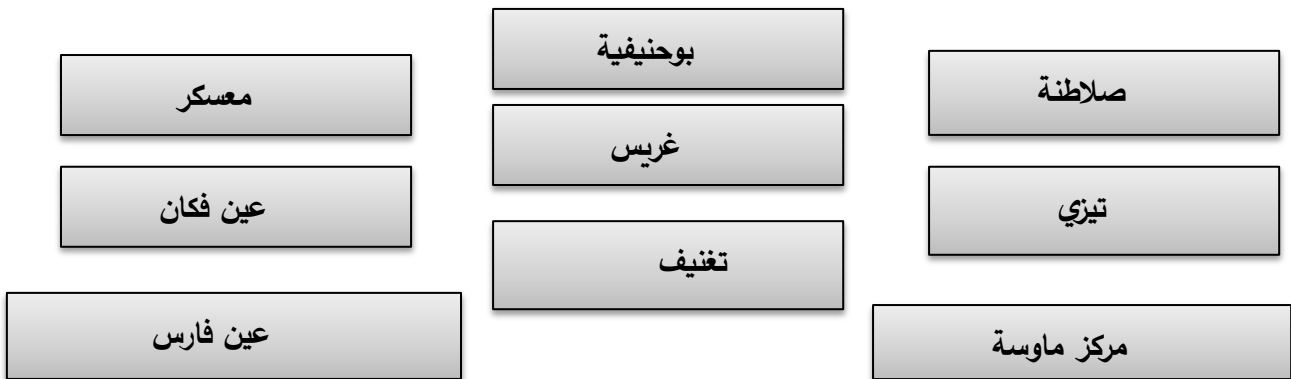 بوحنيفية
صلاطنة
معسكر
غريس
تيزي
عين فكان
تغنيف
عين فارس
مركز ماوسة